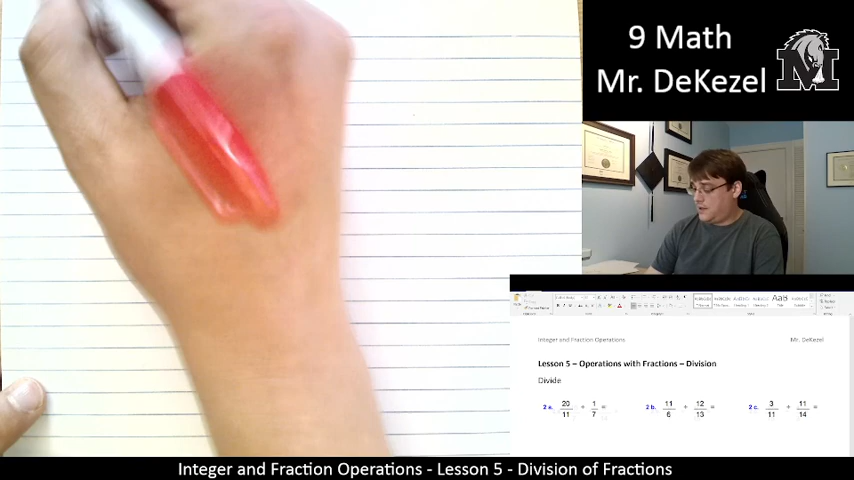 9 Math
Mr. DeKezel
M
Integer and Fraction Operations
Mr. DeKezel
Lesson 5 – Operations with Fractions – Division
Divide
2 a. 20/11 ÷ 1/7 = 2 b. 11/6 ÷ 12/13 = 2 c. 3/11 ÷ 11/14 =
Integer and Fraction Operations - Lesson 5 - Division of Fractions